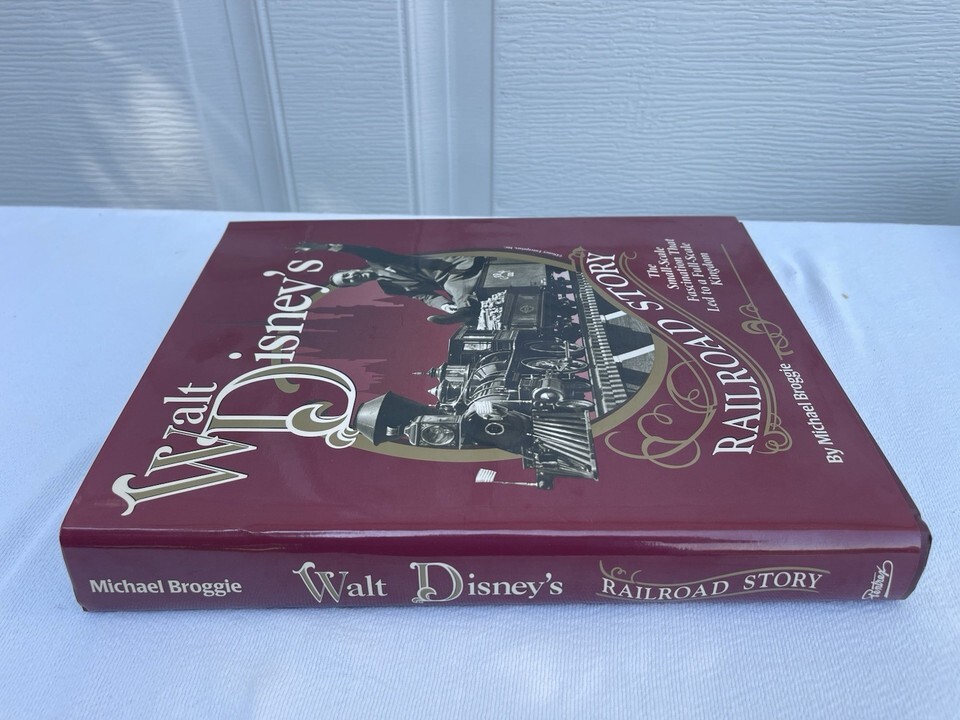 Walt
Disney's
RAILROAD STORY
The
Small-Scale
Fascination That
Led to a Full-Scale
Kingdom
By Michael Broggie
Michael Broggie Walt Disney's RAILROAD STORY Pentrex